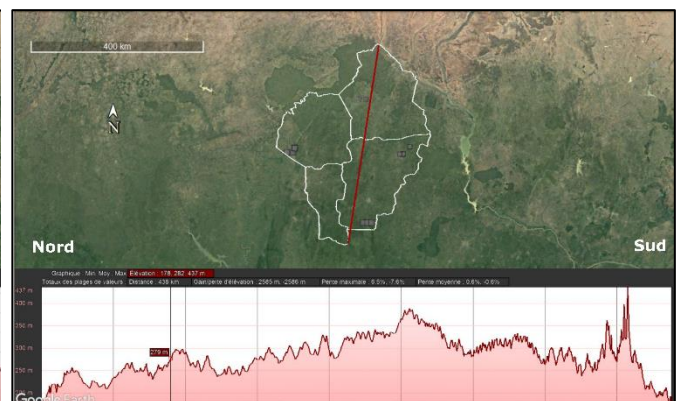 400 km
N
Nord
Sud
Graphique : Min, Moy, Max Élévation : 178, 282, 437 m
Totaux des plages de valeurs : Distance : 438 km Gain/perte d'élévation : 2585 m, -2586 m Pente maximale : 6.5%, -7.6% Pente moyenne : 0.6%, -0.6%
437 m
400 m
350 m
300 m
279 m
250 m
Google Earth